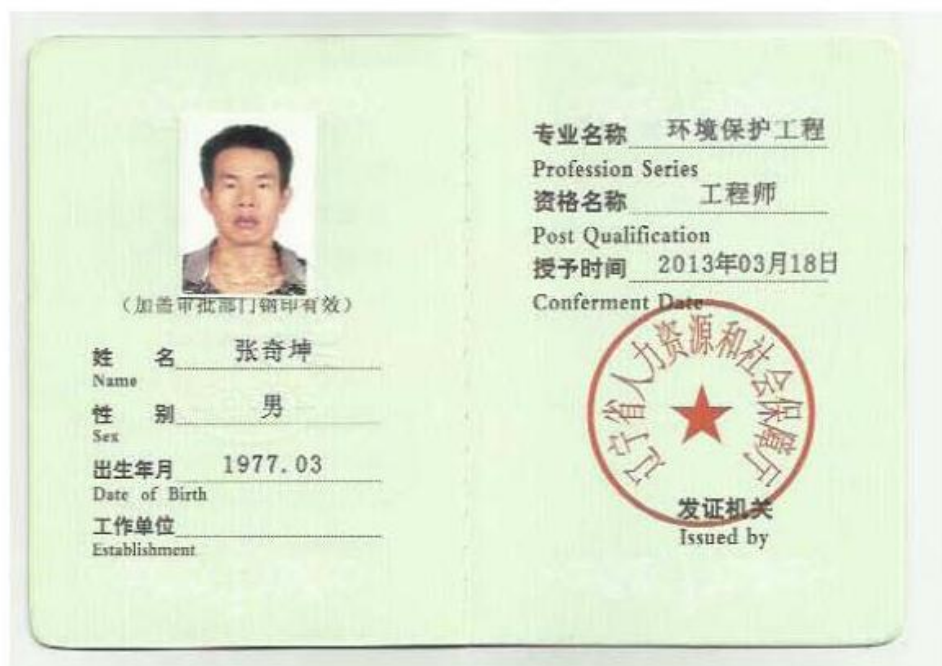 （加盖审批部门钢印有效）
姓 名 张奇坤
Name
性 别 男
Sex
出生年月 1977.03
Date of Birth
工作单位
Establishment
专业名称 环境保护工程
Profession Series
资格名称 工程师
Post Qualification
授予时间 2013年03月18日
Conferment Date
辽宁省人力资源和社会保障厅
发证机关
Issued by